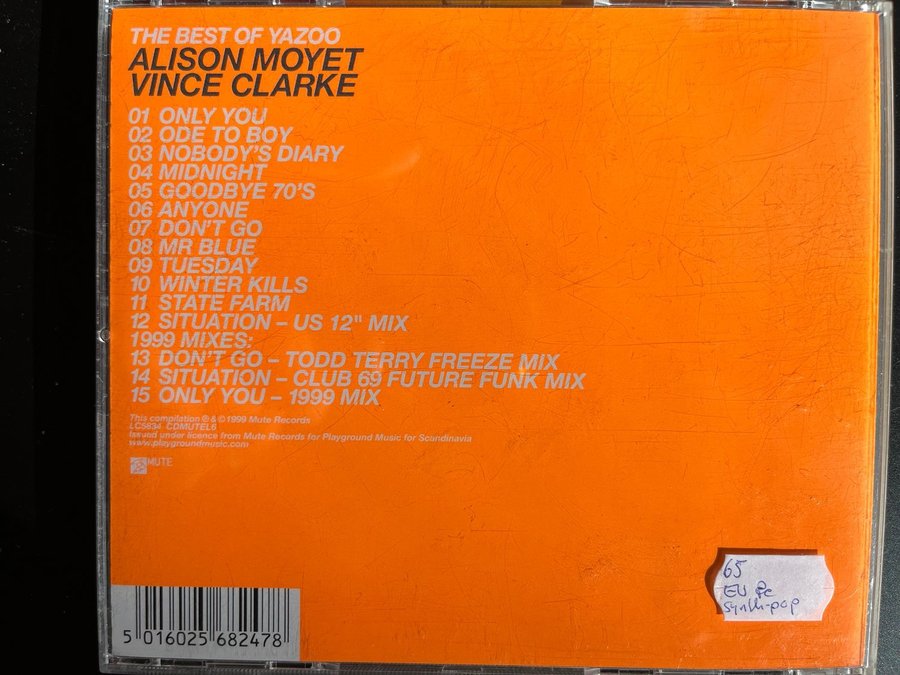 THE BEST OF YAZOO
ALISON MOYET
VINCE CLARKE
01 ONLY YOU
02 ODE TO BOY
03 NOBODY'S DIARY
04 MIDNIGHT
05 GOODBYE 70'S
06 ANYONE
07 DON'T GO
08 MR BLUE
09 TUESDAY
10 WINTER KILLS
11 STATE FARM
12 SITUATION – US 12" MIX
1999 MIXES:
13 DON'T GO – TODD TERRY FREEZE MIX
14 SITUATION – CLUB 69 FUTURE FUNK MIX
15 ONLY YOU – 1999 MIX
This compilation ℗ & © 1999 Mute Records
LC5834 CDMUTEL6
Issued under licence from Mute Records for Playground Music for Scandinavia
www.playgroundmusic.com
MUTE
65
EU
Synth-pop
5 016025 682478